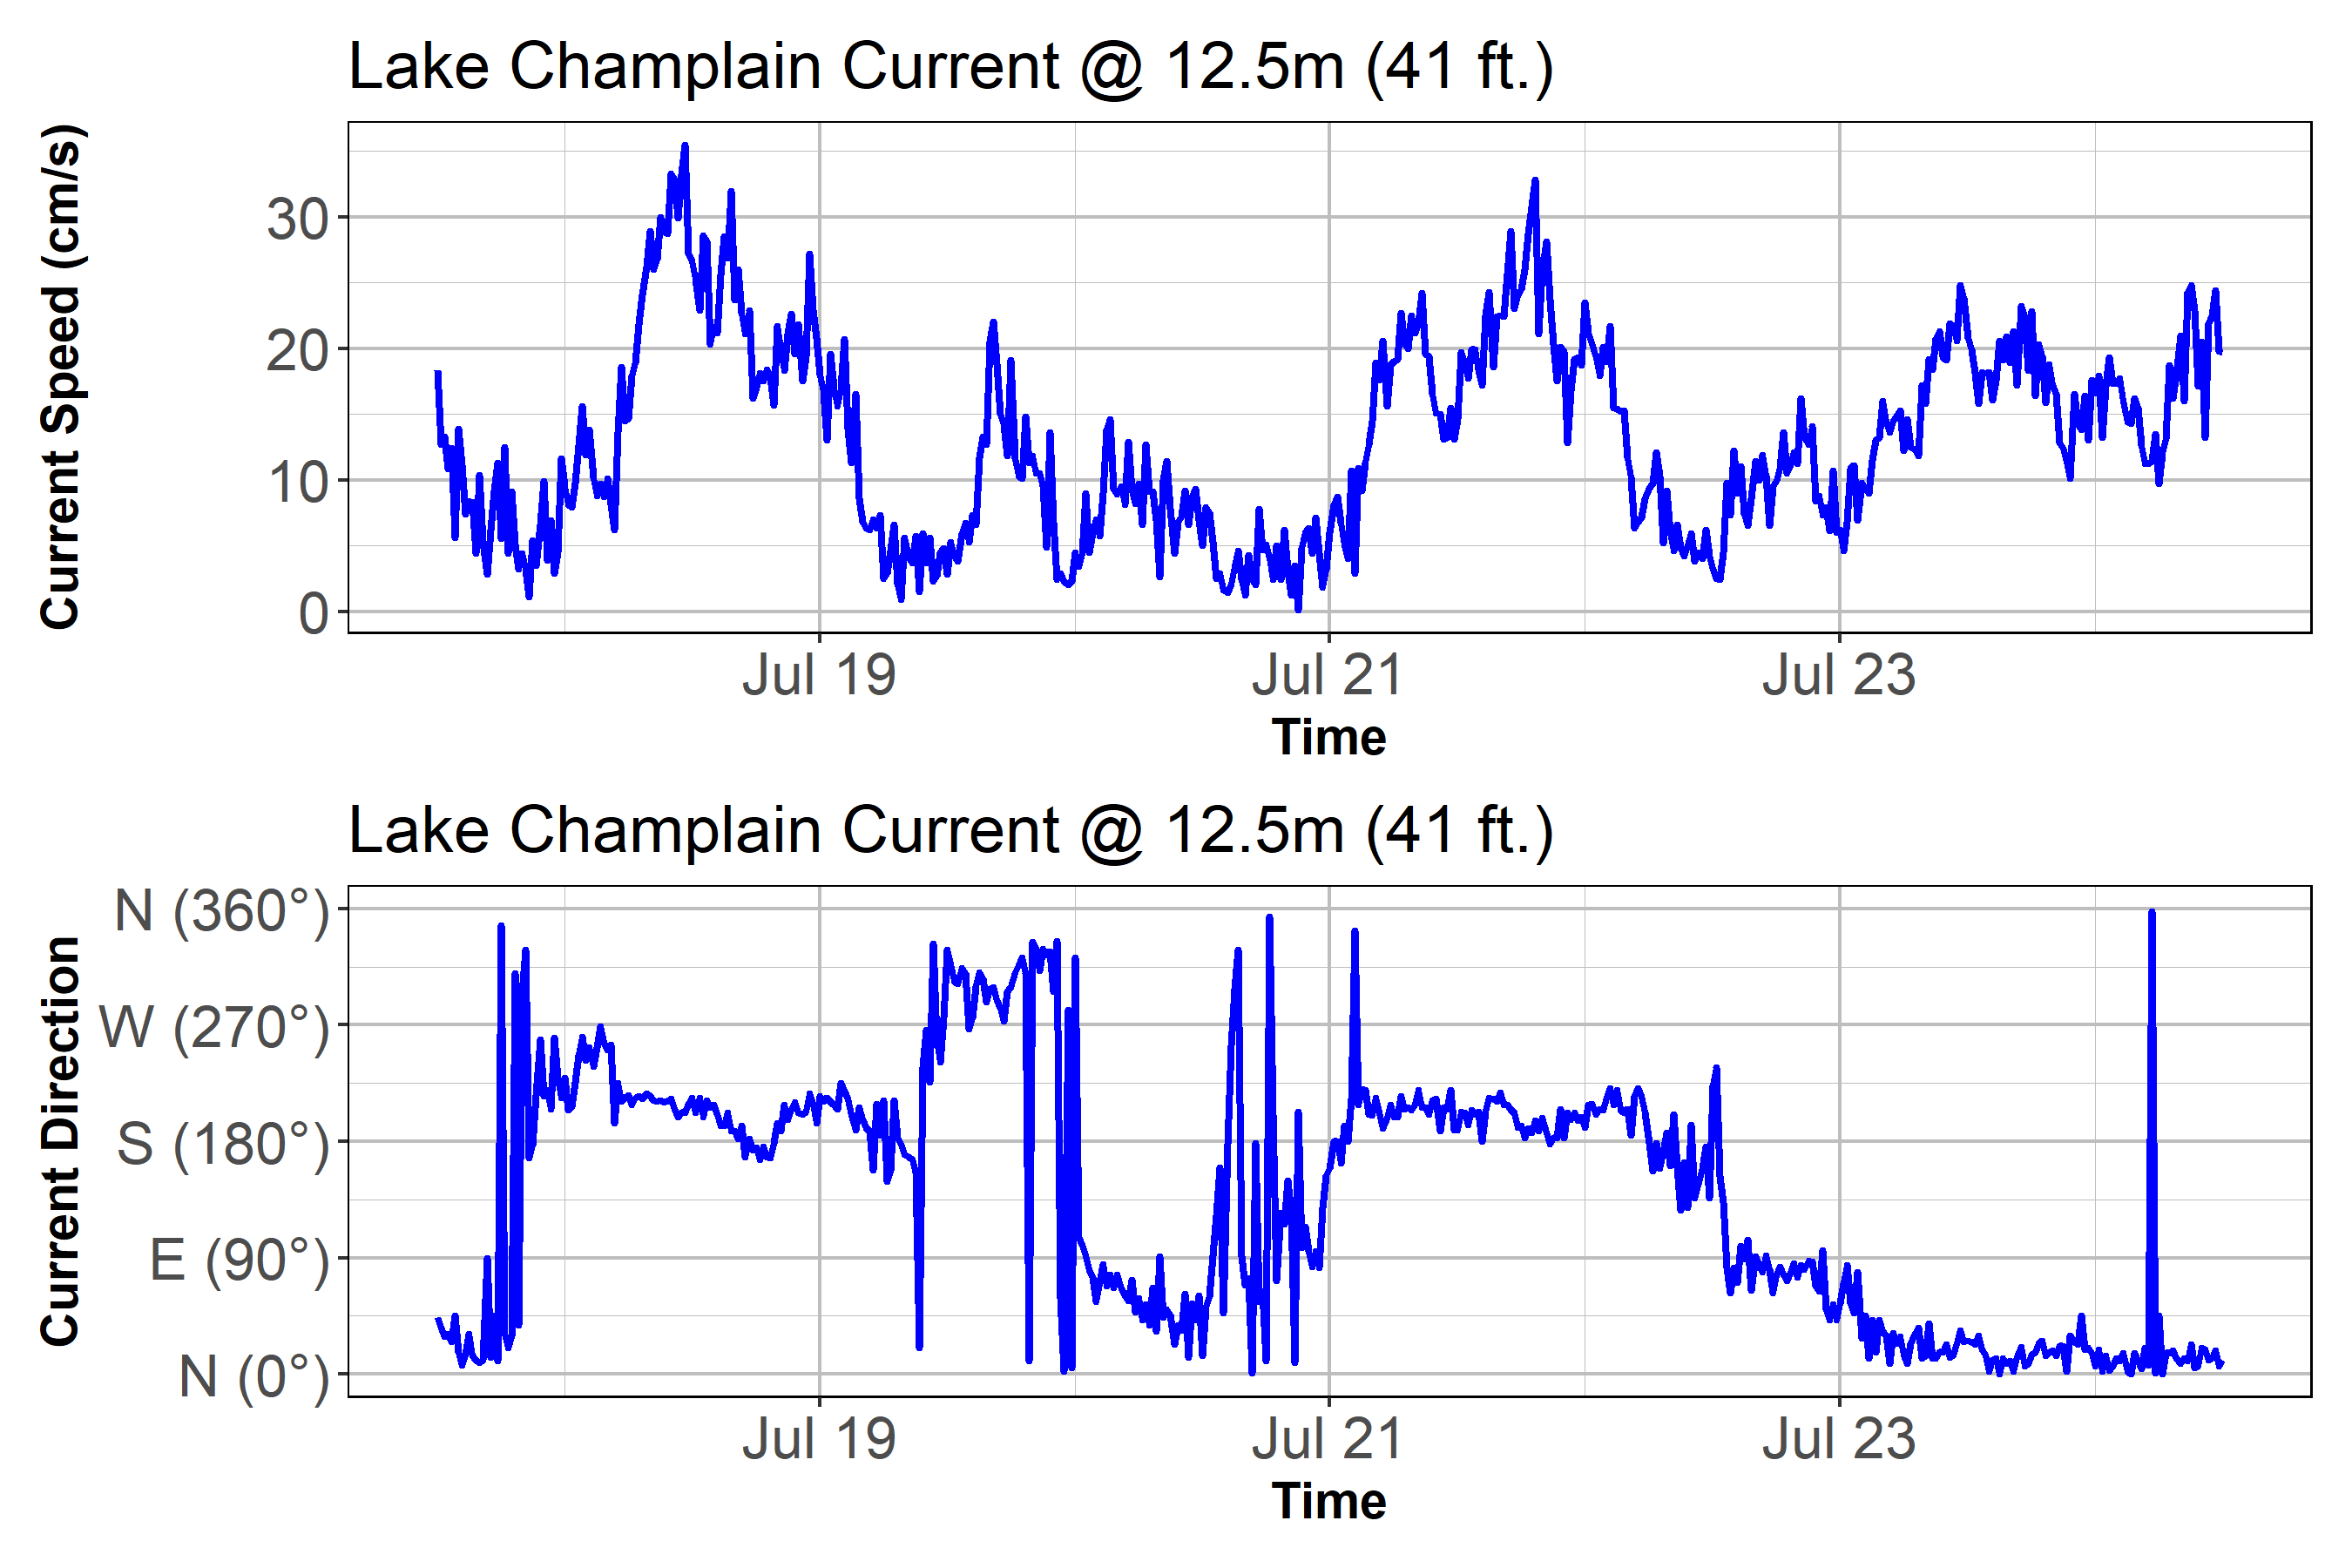 Lake Champlain Current @ 12.5m (41 ft.)
Current Speed (cm/s)
30
20
10
0
Jul 19 Jul 21 Jul 23
Time
Lake Champlain Current @ 12.5m (41 ft.)
Current Direction
N (360°)
W (270°)
S (180°)
E (90°)
N (0°)
Jul 19 Jul 21 Jul 23
Time